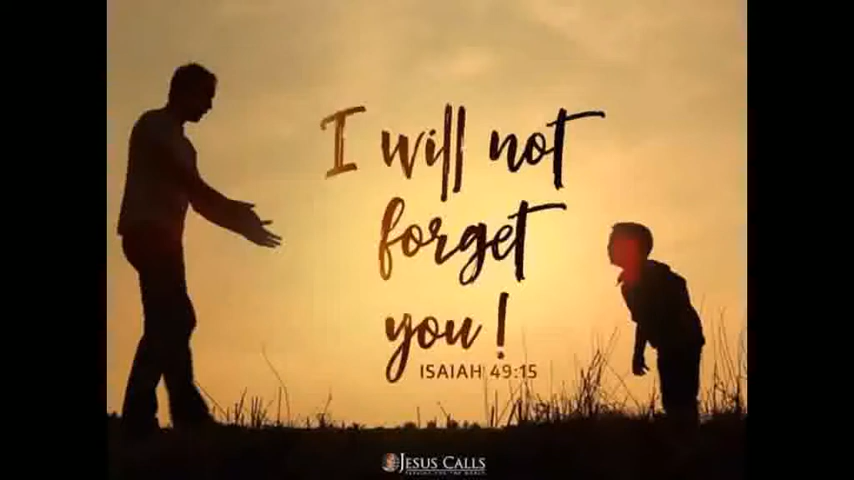 I will not
forget
you!
ISAIAH 49:15
JESUS CALLS